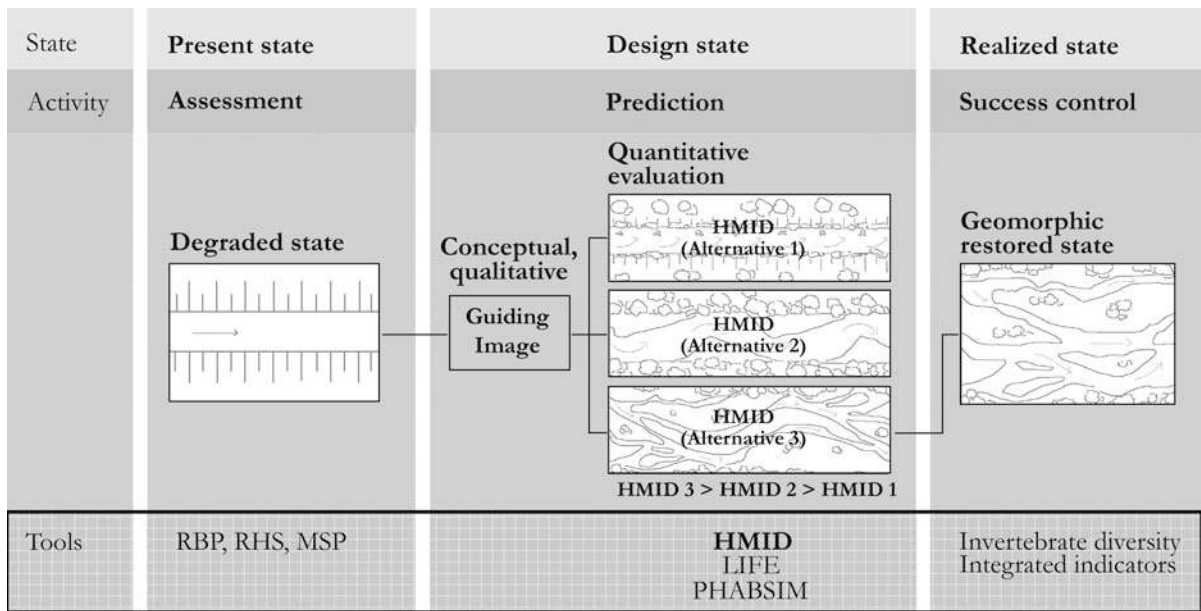 State
Present state
Design state
Realized state
Activity
Assessment
Prediction
Success control
Degraded state
Conceptual,
qualitative
Guiding
Image
Quantitative
evaluation
HMID
(Alternative 1)
HMID
(Alternative 2)
HMID
(Alternative 3)
HMID 3 > HMID 2 > HMID 1
Geomorphic
restored state
Tools
RBP, RHS, MSP
HMID
LIFE
PHABSIM
Invertebrate diversity
Integrated indicators